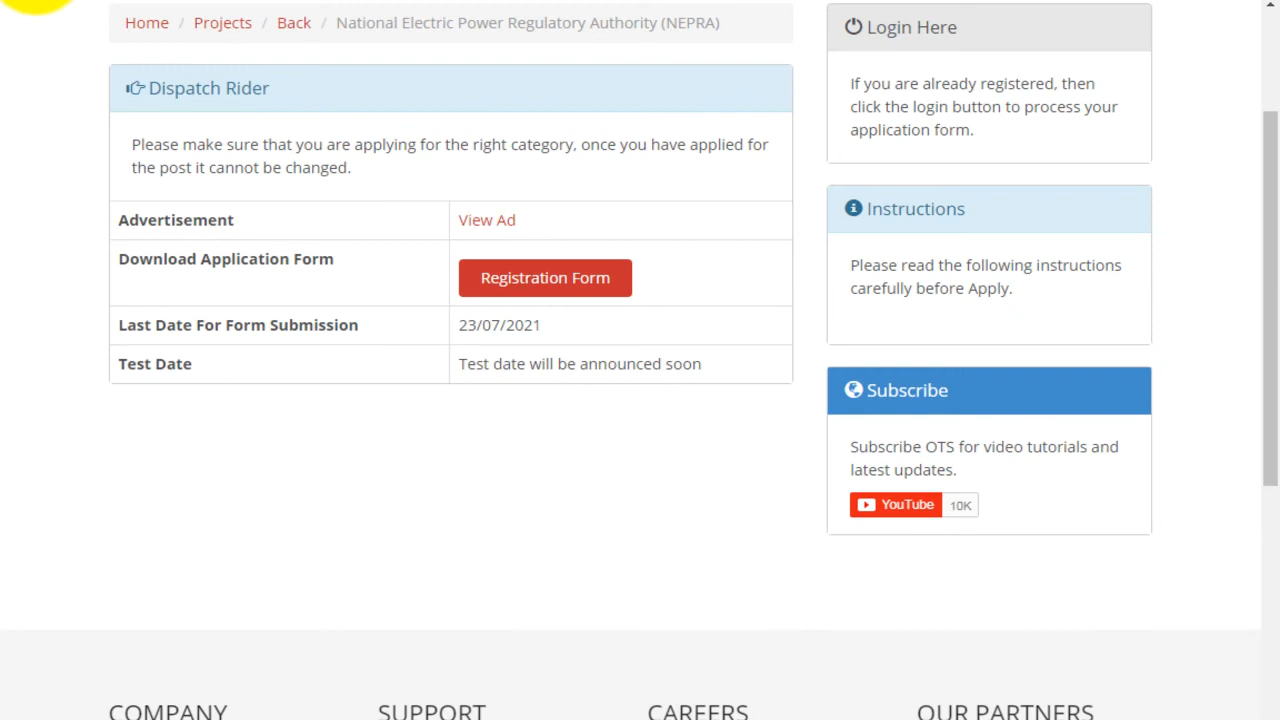 Home / Projects / Back / National Electric Power Regulatory Authority (NEPRA)
Dispatch Rider
Please make sure that you are applying for the right category, once you have applied for
the post it cannot be changed.
Advertisement View Ad
Download Application Form Registration Form
Last Date For Form Submission 23/07/2021
Test Date Test date will be announced soon
Login Here
If you are already registered, then
click the login button to process your
application form.
Instructions
Please read the following instructions
carefully before Apply.
Subscribe
Subscribe OTS for video tutorials and
latest updates.
YouTube 10K
COMPANY SUPPORT CAREERS OUR PARTNERS